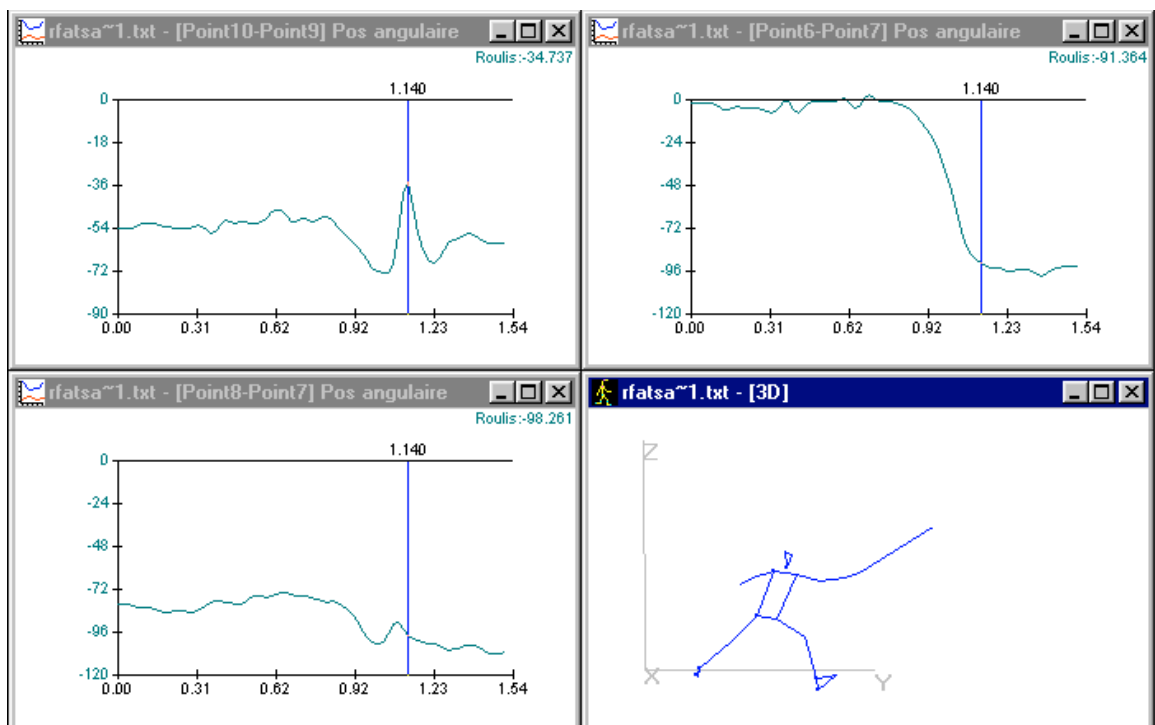 rfatsa~1.txt - [Point10-Point9] Pos angulaire
Roulis:-34.737
1.140
0
-18
-36
-54
-72
-90
0.00 0.31 0.62 0.92 1.23 1.54
rfatsa~1.txt - [Point6-Point7] Pos angulaire
Roulis:-91.364
1.140
0
-24
-48
-72
-96
-120
0.00 0.31 0.62 0.92 1.23 1.54
rfatsa~1.txt - [Point8-Point7] Pos angulaire
Roulis:-98.261
1.140
0
-24
-48
-72
-96
-120
0.00 0.31 0.62 0.92 1.23 1.54
rfatsa~1.txt - [3D]
Z
X Y